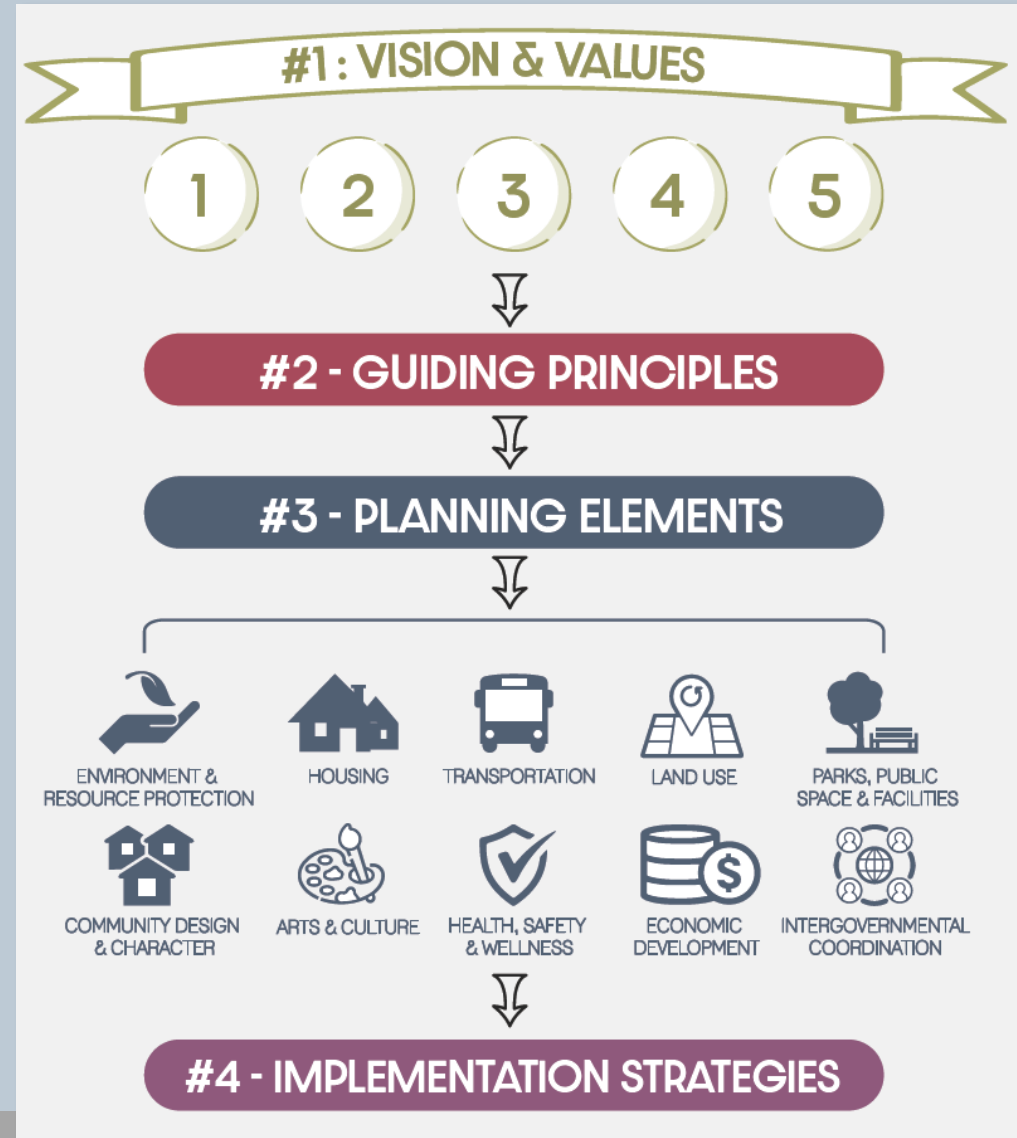 #1: VISION & VALUES
1 2 3 4 5
#2 - GUIDING PRINCIPLES
#3 - PLANNING ELEMENTS
ENVIRONMENT &
RESOURCE PROTECTION
HOUSING
TRANSPORTATION
LAND USE
PARKS, PUBLIC
SPACE & FACILITIES
COMMUNITY DESIGN
& CHARACTER
ARTS & CULTURE
HEALTH, SAFETY
& WELLNESS
$
ECONOMIC
DEVELOPMENT
INTERGOVERNMENTAL
COORDINATION
#4 - IMPLEMENTATION STRATEGIES